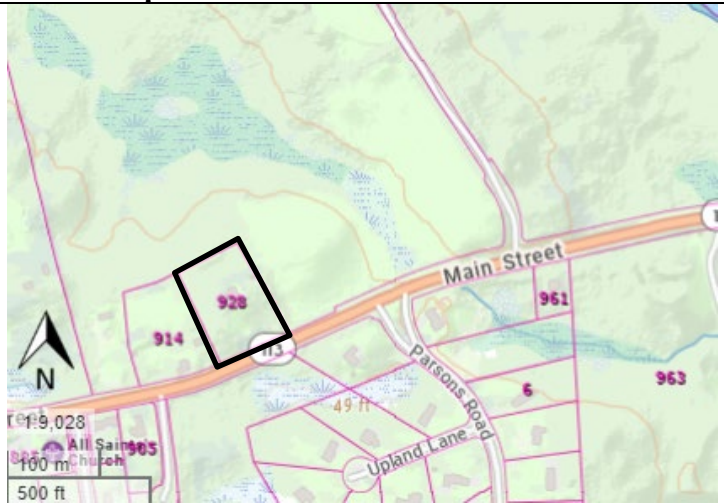 Main Street
928
961
113
914
Parsons Road
963
6
49 ft
N
1:9,028
All Saints
905
Upland Lane
100 m
Church
500 ft